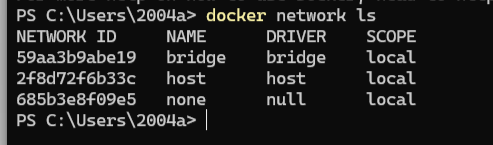 PS C:\Users\2004a> docker network ls
NETWORK ID     NAME      DRIVER    SCOPE
59aa3b9abe19   bridge    bridge    local
2f8d72f6b33c   host      host      local
685b3e8f09e5   none      null      local
PS C:\Users\2004a>